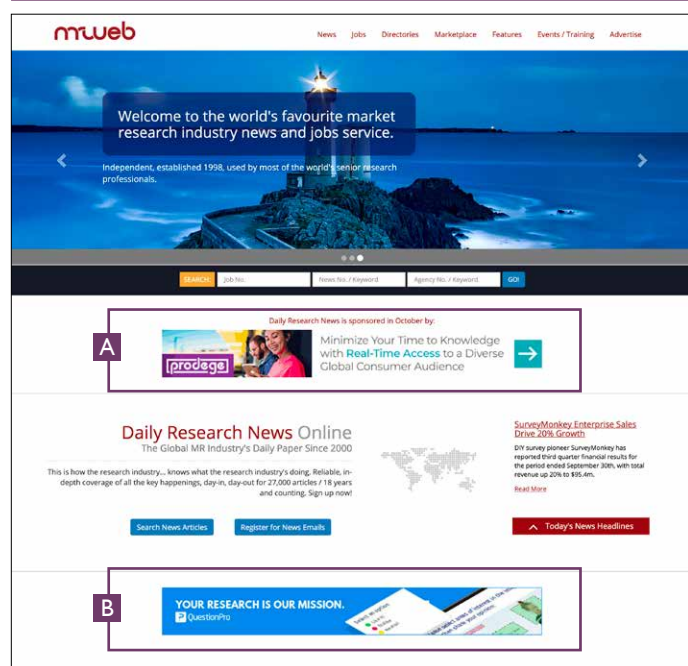 mrweb
News Jobs Directories Marketplace Features Events / Training Advertise
Welcome to the world's favourite market
research industry news and jobs service.
Independent, established 1998, used by most of the world's senior research
professionals.
SEARCH Job No. News No. / Keyword Agency No. / Keyword GO!
A
Daily Research News is sponsored in October by:
prodege
Minimize Your Time to Knowledge
with Real-Time Access to a Diverse
Global Consumer Audience
Daily Research News Online
The Global MR Industry's Daily Paper Since 2000
This is how the research industry... knows what the research industry's doing. Reliable, in-
depth coverage of all the key happenings, day-in, day-out for 27,000 articles / 18 years
and counting. Sign up now!
Search News Articles Register for News Emails
SurveyMonkey Enterprise Sales
Drive 20% Growth
DIY survey pioneer SurveyMonkey has
reported third quarter financial results for
the period ended September 30th, with total
revenue up 20% to $95.4m.
Read More
Today's News Headlines
B
YOUR RESEARCH IS OUR MISSION.
QuestionPro
Select an option